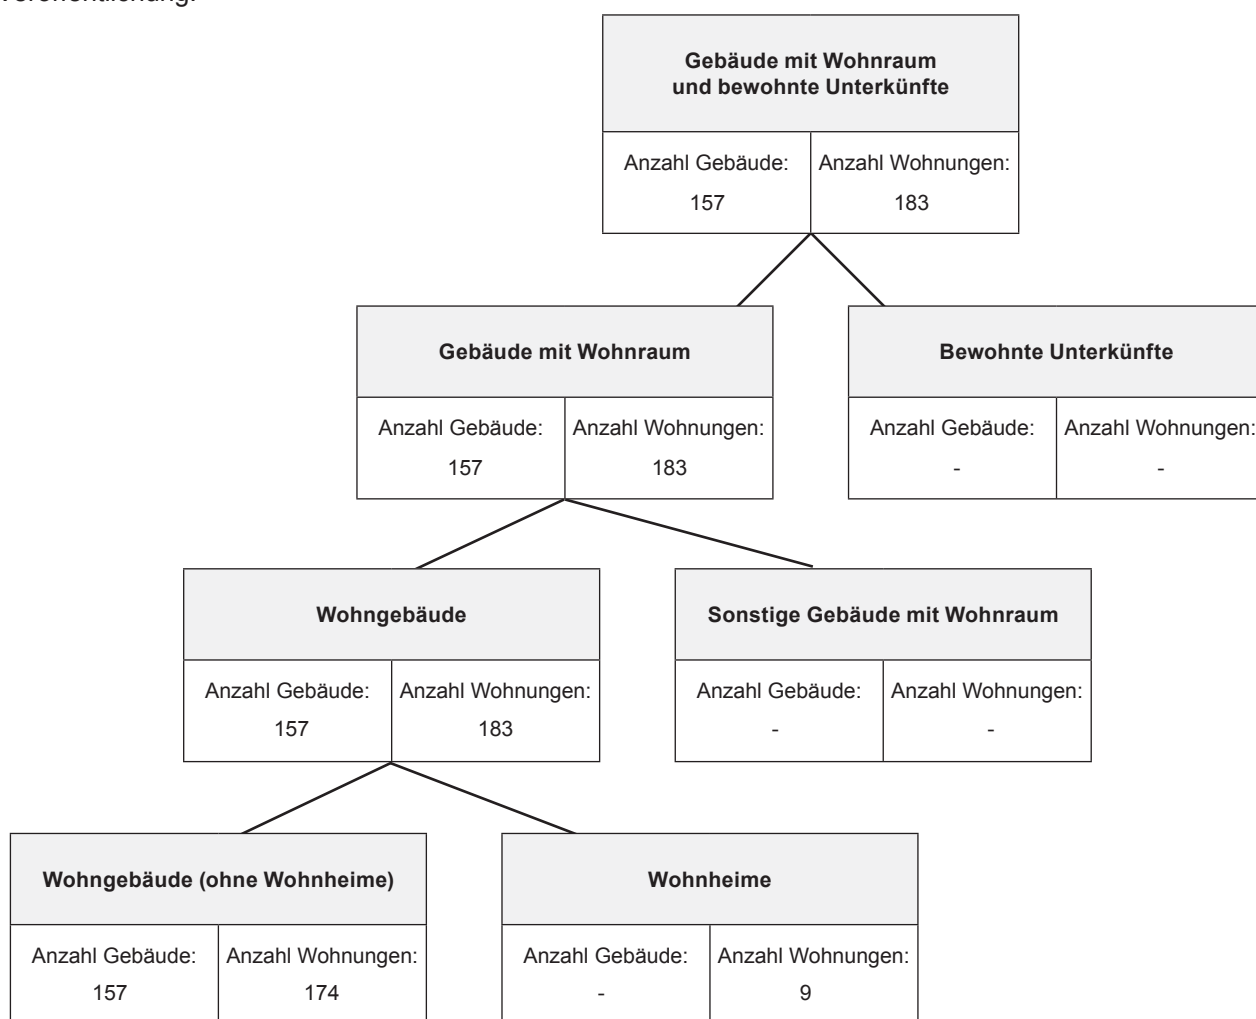 Veröffentlichung.
Gebäude mit Wohnraum
und bewohnte Unterkünfte
Anzahl Gebäude: Anzahl Wohnungen:
157 183
Gebäude mit Wohnraum
Anzahl Gebäude: Anzahl Wohnungen:
157 183
Bewohnte Unterkünfte
Anzahl Gebäude: Anzahl Wohnungen:
- -
Wohngebäude
Anzahl Gebäude: Anzahl Wohnungen:
157 183
Sonstige Gebäude mit Wohnraum
Anzahl Gebäude: Anzahl Wohnungen:
- -
Wohngebäude (ohne Wohnheime)
Anzahl Gebäude: Anzahl Wohnungen:
157 174
Wohnheime
Anzahl Gebäude: Anzahl Wohnungen:
- 9